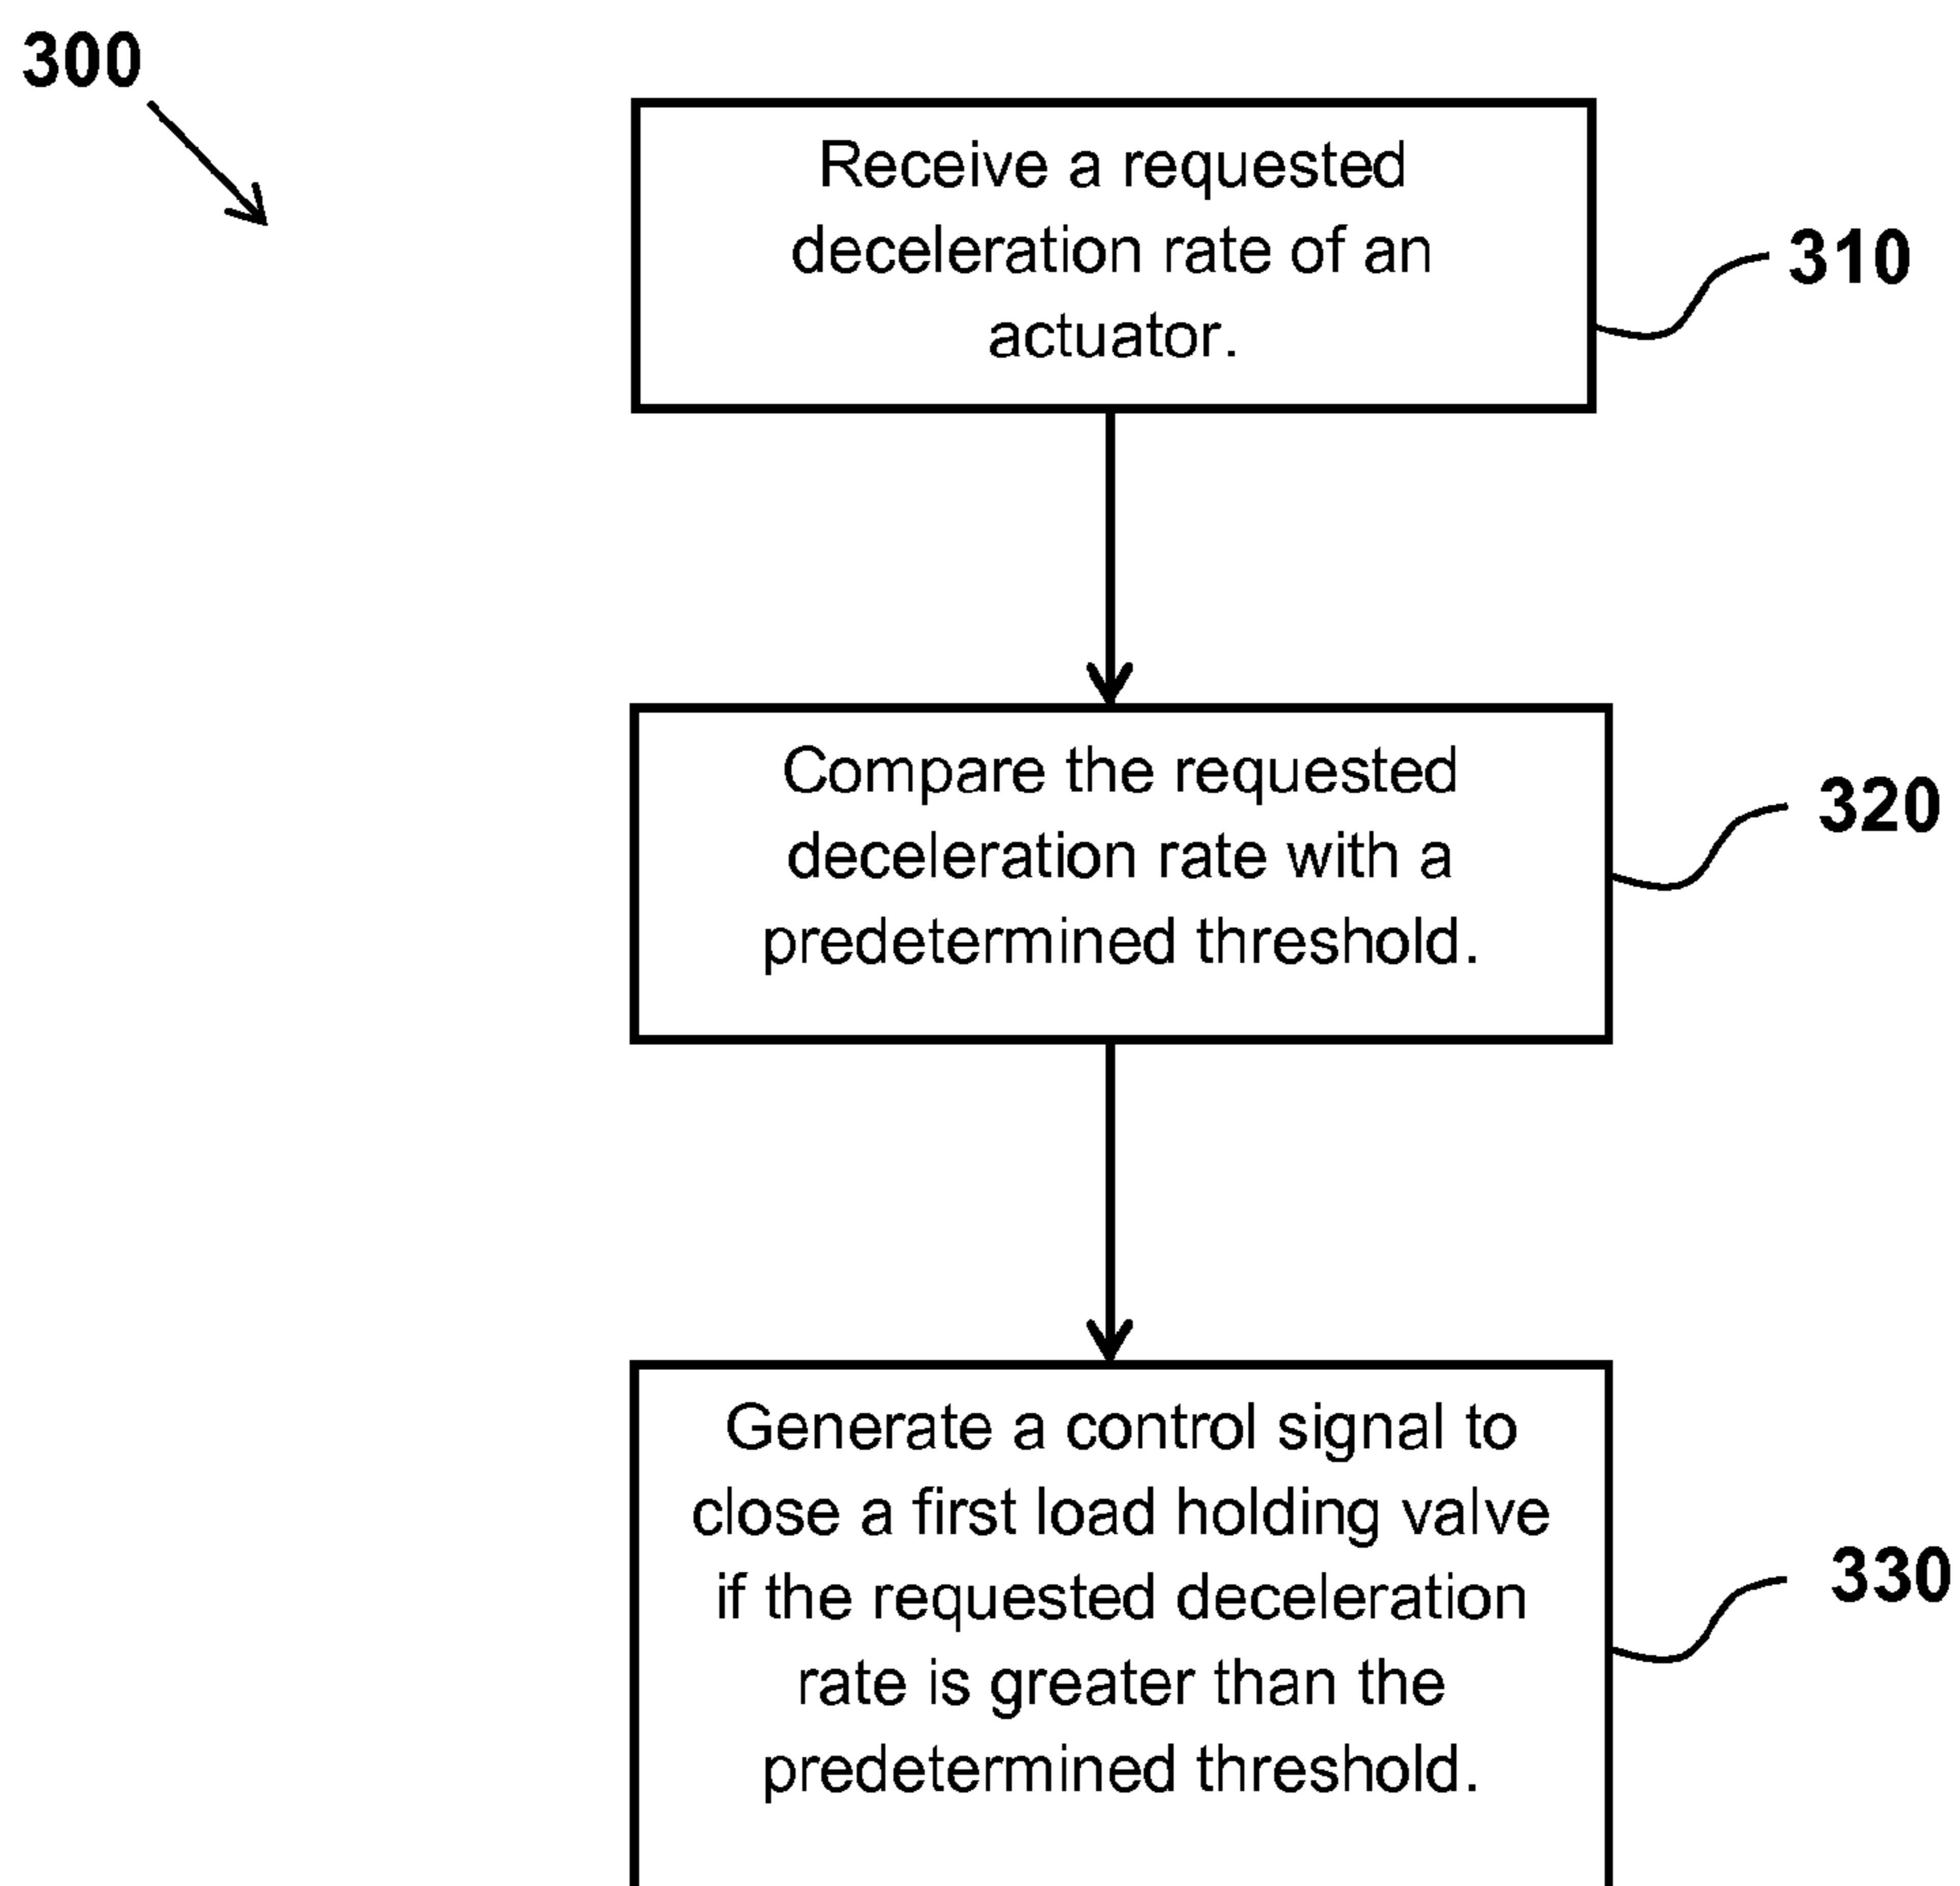 300
Receive a requested
deceleration rate of an
actuator.
310
Compare the requested
deceleration rate with a
predetermined threshold.
320
Generate a control signal to
close a first load holding valve
if the requested deceleration
rate is greater than the
predetermined threshold.
330